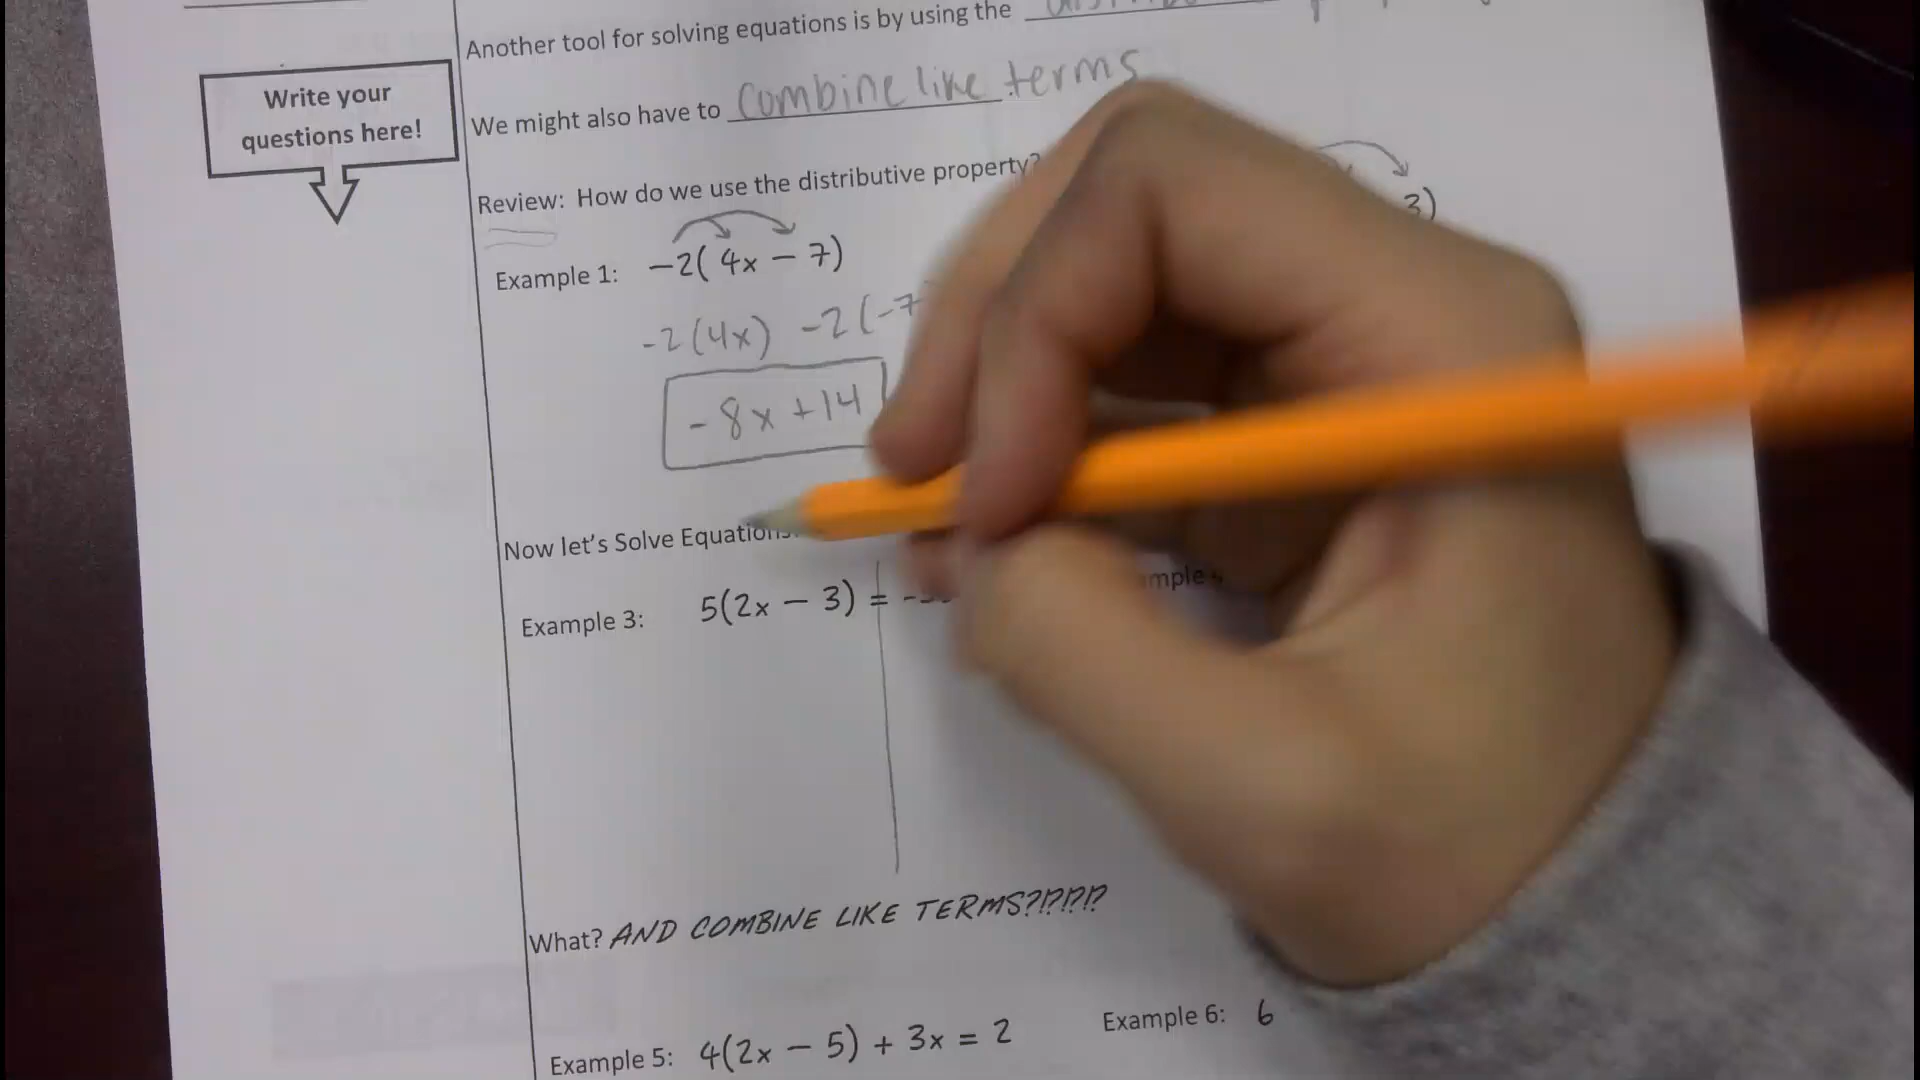 Another tool for solving equations is by using the
Write your
questions here!
We might also have to combine like terms
Review: How do we use the distributive property?
3)
Example 1: −2( 4x − 7)
-2(4x) -2(-7
-8x +14
Now let's Solve Equations
Example 3: 5(2x − 3) =
What? AND COMBINE LIKE TERMS?!?!?!?
Example 5: 4(2x − 5) + 3x = 2
Example 6: 6